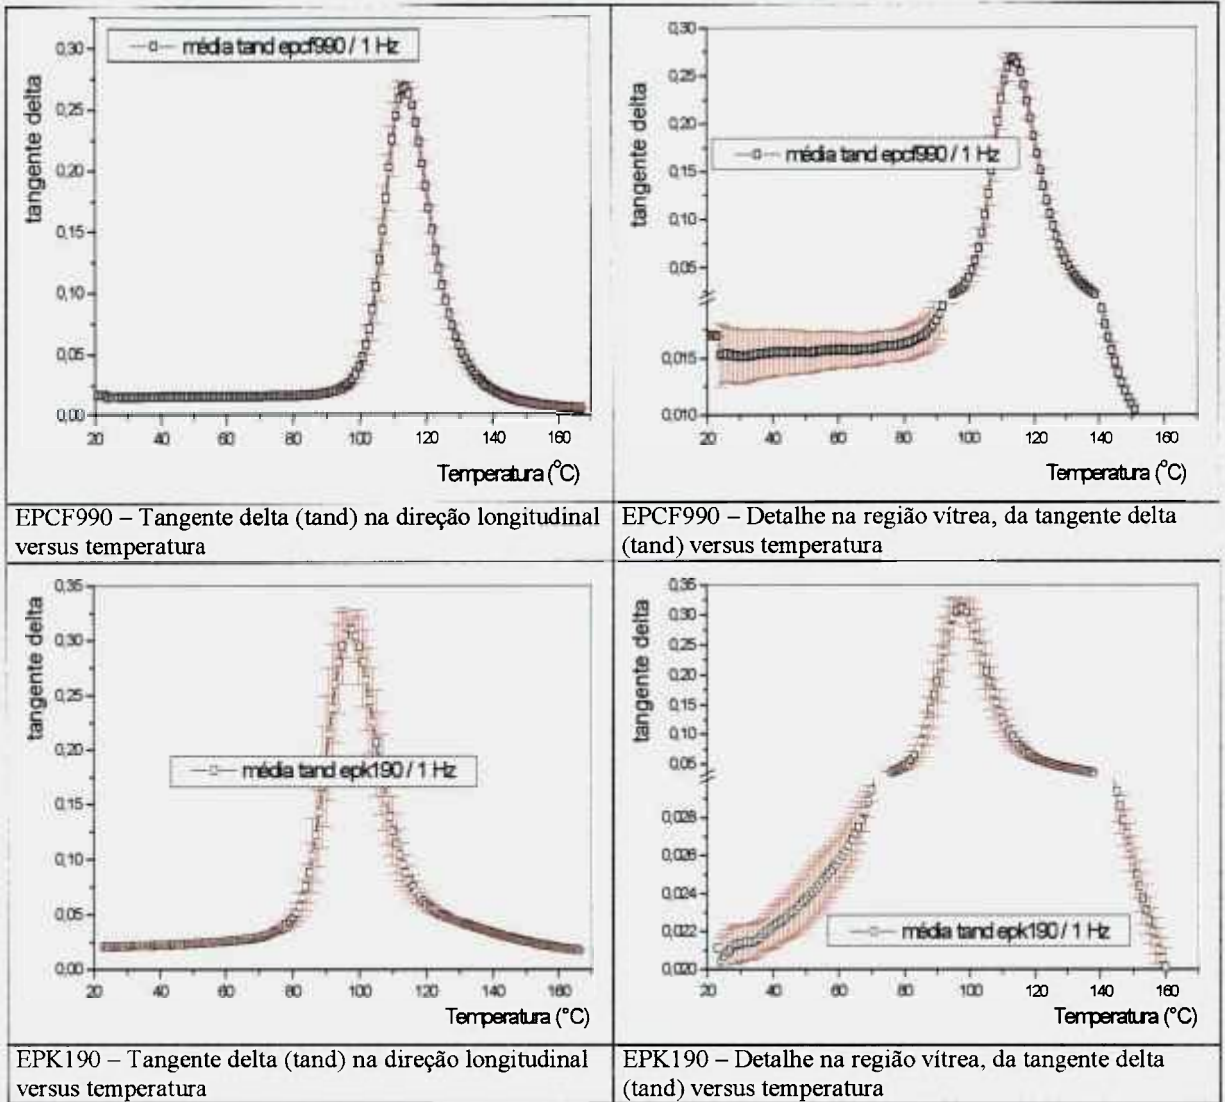 média tand epcf990 / 1 Hz
tangente delta
0,30
0,25
0,20
0,15
0,10
0,05
0,00
20 40 60 80 100 120 140 160
Temperatura (°C)
EPCF990 – Tangente delta (tand) na direção longitudinal
versus temperatura
média tand epcf990 / 1 Hz
tangente delta
0,30
0,25
0,20
0,15
0,10
0,05
0,015
0,010
20 40 60 80 100 120 140 160
Temperatura (°C)
EPCF990 – Detalhe na região vítrea, da tangente delta
(tand) versus temperatura
média tand epk190 / 1 Hz
tangente delta
0,35
0,30
0,25
0,20
0,15
0,10
0,05
0,00
20 40 60 80 100 120 140 160
Temperatura (°C)
EPK190 – Tangente delta (tand) na direção longitudinal
versus temperatura
tangente delta
0,35
0,30
0,25
0,20
0,15
0,10
0,05
0,028
0,026
0,024
0,022
0,020
média tand epk190 / 1 Hz
20 40 60 80 100 120 140 160
Temperatura (°C)
EPK190 – Detalhe na região vítrea, da tangente delta
(tand) versus temperatura